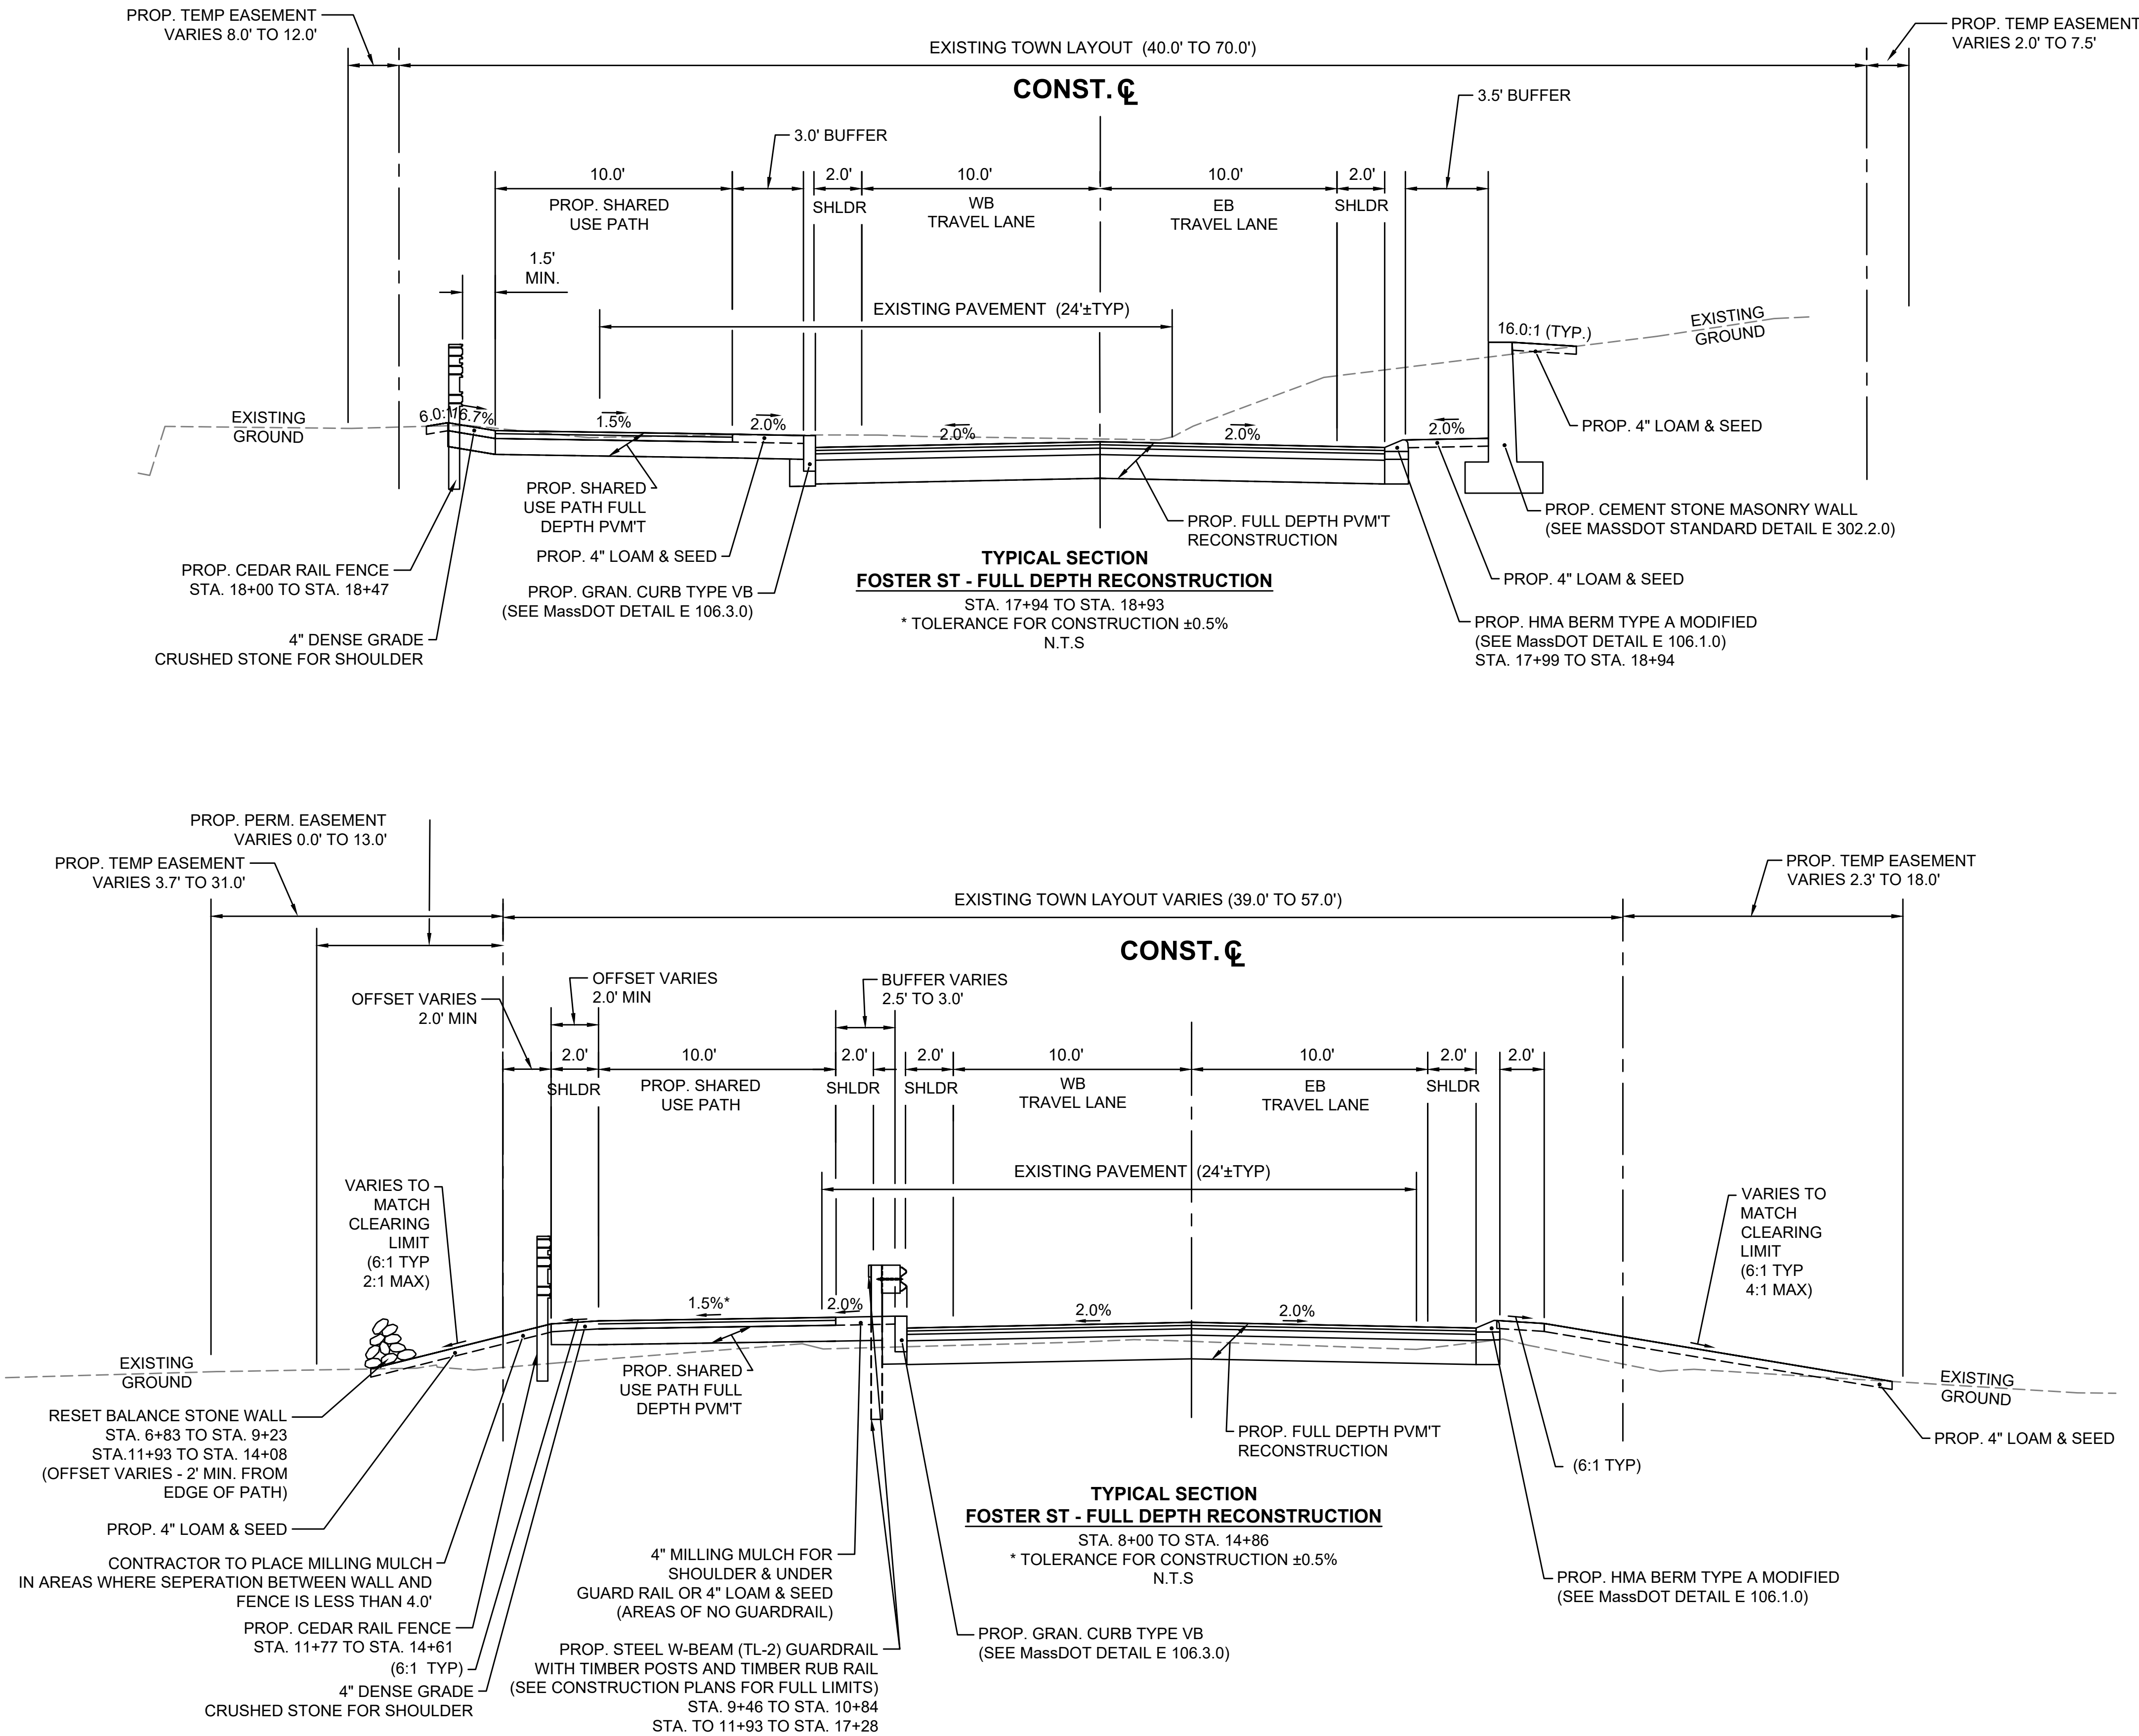 PROP. TEMP EASEMENT
VARIES 8.0' TO 12.0'
EXISTING TOWN LAYOUT (40.0' TO 70.0')
PROP. TEMP EASEMENT
VARIES 2.0' TO 7.5'
CONST. ℄
3.0' BUFFER
3.5' BUFFER
10.0'
PROP. SHARED
USE PATH
2.0'
SHLDR
10.0'
WB
TRAVEL LANE
10.0'
EB
TRAVEL LANE
2.0'
SHLDR
1.5'
MIN.
EXISTING PAVEMENT (24'±TYP)
16.0:1 (TYP.)
EXISTING
GROUND
EXISTING
GROUND
6.0:1
16.7%
1.5%
2.0%
2.0%
2.0%
2.0%
PROP. 4" LOAM & SEED
PROP. SHARED
USE PATH FULL
DEPTH PVM'T
PROP. 4" LOAM & SEED
PROP. GRAN. CURB TYPE VB
(SEE MassDOT DETAIL E 106.3.0)
PROP. CEDAR RAIL FENCE
STA. 18+00 TO STA. 18+47
4" DENSE GRADE
CRUSHED STONE FOR SHOULDER
PROP. FULL DEPTH PVM'T
RECONSTRUCTION
PROP. CEMENT STONE MASONRY WALL
(SEE MASSDOT STANDARD DETAIL E 302.2.0)
PROP. 4" LOAM & SEED
PROP. HMA BERM TYPE A MODIFIED
(SEE MassDOT DETAIL E 106.1.0)
STA. 17+99 TO STA. 18+94
TYPICAL SECTION
FOSTER ST - FULL DEPTH RECONSTRUCTION
STA. 17+94 TO STA. 18+93
* TOLERANCE FOR CONSTRUCTION ±0.5%
N.T.S
PROP. PERM. EASEMENT
VARIES 0.0' TO 13.0'
PROP. TEMP EASEMENT
VARIES 3.7' TO 31.0'
EXISTING TOWN LAYOUT VARIES (39.0' TO 57.0')
PROP. TEMP EASEMENT
VARIES 2.3' TO 18.0'
CONST. ℄
OFFSET VARIES
2.0' MIN
OFFSET VARIES
2.0' MIN
BUFFER VARIES
2.5' TO 3.0'
2.0'
SHLDR
10.0'
PROP. SHARED
USE PATH
2.0'
SHLDR
2.0'
SHLDR
10.0'
WB
TRAVEL LANE
10.0'
EB
TRAVEL LANE
2.0'
SHLDR
2.0'
EXISTING PAVEMENT (24'±TYP)
VARIES TO
MATCH
CLEARING
LIMIT
(6:1 TYP
2:1 MAX)
VARIES TO
MATCH
CLEARING
LIMIT
(6:1 TYP
4:1 MAX)
1.5%*
2.0%
2.0%
2.0%
EXISTING
GROUND
EXISTING
GROUND
PROP. SHARED
USE PATH FULL
DEPTH PVM'T
RESET BALANCE STONE WALL
STA. 6+83 TO STA. 9+23
STA.11+93 TO STA. 14+08
(OFFSET VARIES - 2' MIN. FROM
EDGE OF PATH)
PROP. 4" LOAM & SEED
CONTRACTOR TO PLACE MILLING MULCH
IN AREAS WHERE SEPERATION BETWEEN WALL AND
FENCE IS LESS THAN 4.0'
PROP. CEDAR RAIL FENCE
STA. 11+77 TO STA. 14+61
(6:1 TYP)
4" DENSE GRADE
CRUSHED STONE FOR SHOULDER
4" MILLING MULCH FOR
SHOULDER & UNDER
GUARD RAIL OR 4" LOAM & SEED
(AREAS OF NO GUARDRAIL)
PROP. STEEL W-BEAM (TL-2) GUARDRAIL
WITH TIMBER POSTS AND TIMBER RUB RAIL
(SEE CONSTRUCTION PLANS FOR FULL LIMITS)
STA. 9+46 TO STA. 10+84
STA. TO 11+93 TO STA. 17+28
PROP. GRAN. CURB TYPE VB
(SEE MassDOT DETAIL E 106.3.0)
PROP. FULL DEPTH PVM'T
RECONSTRUCTION
(6:1 TYP)
PROP. 4" LOAM & SEED
PROP. HMA BERM TYPE A MODIFIED
(SEE MassDOT DETAIL E 106.1.0)
TYPICAL SECTION
FOSTER ST - FULL DEPTH RECONSTRUCTION
STA. 8+00 TO STA. 14+86
* TOLERANCE FOR CONSTRUCTION ±0.5%
N.T.S